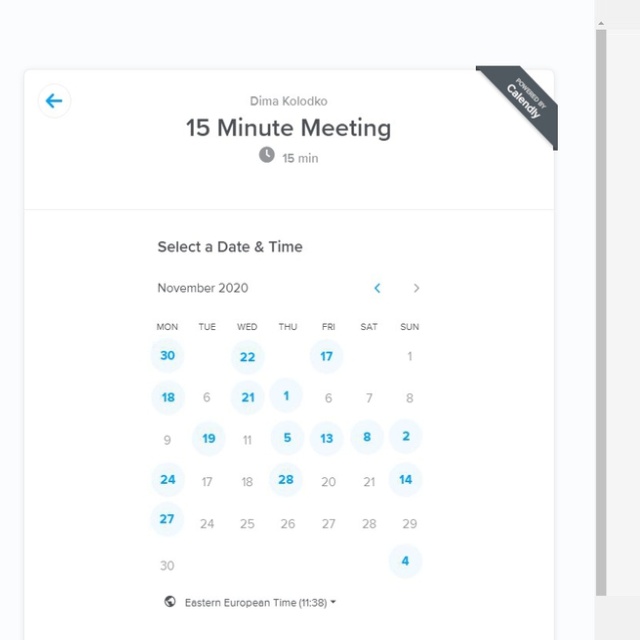 POWERED BY
Calendly
Dima Kolodko
15 Minute Meeting
15 min
Select a Date & Time
November 2020
MON TUE WED THU FRI SAT SUN
30 22 17 1
18 6 21 1 6 7 8
9 19 11 5 13 8 2
24 17 18 28 20 21 14
27 24 25 26 27 28 29
30 4
Eastern European Time (11:38)